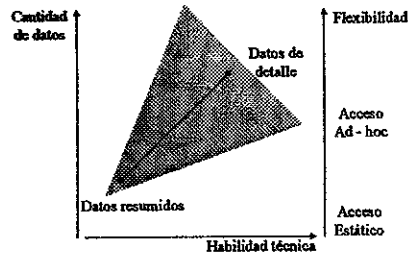 Cantidad
de datos
Flexibilidad
Datos de
detalle
Acceso
Ad - hoc
Datos resumidos
Acceso
Estático
Habilidad técnica